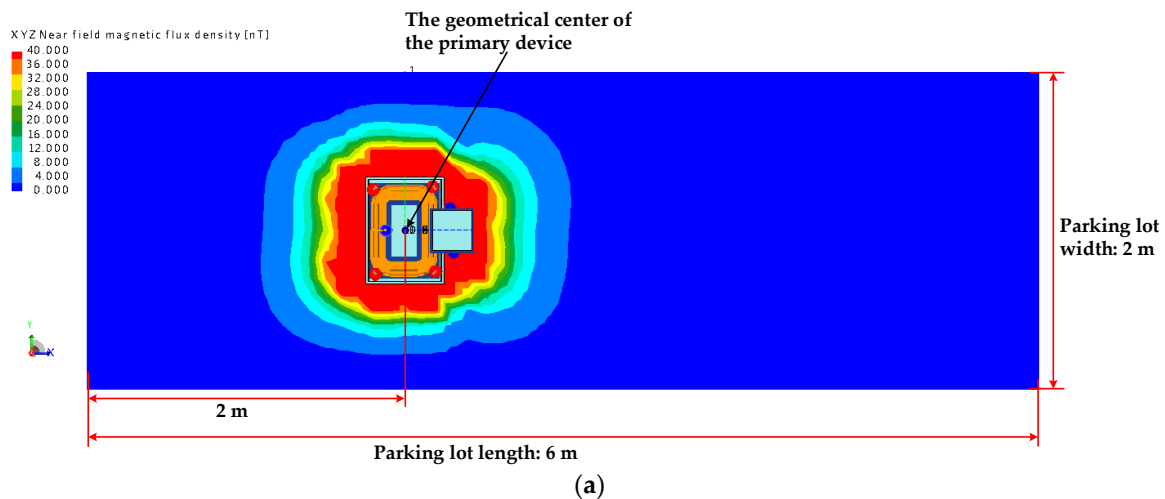 The geometrical center of
the primary device
XYZ Near field magnetic flux density [nT]
40.000
36.000
32.000
28.000
24.000
20.000
16.000
12.000
8.000
4.000
0.000
1
Parking lot
width: 2 m
Y
X
2 m
Parking lot length: 6 m
(a)